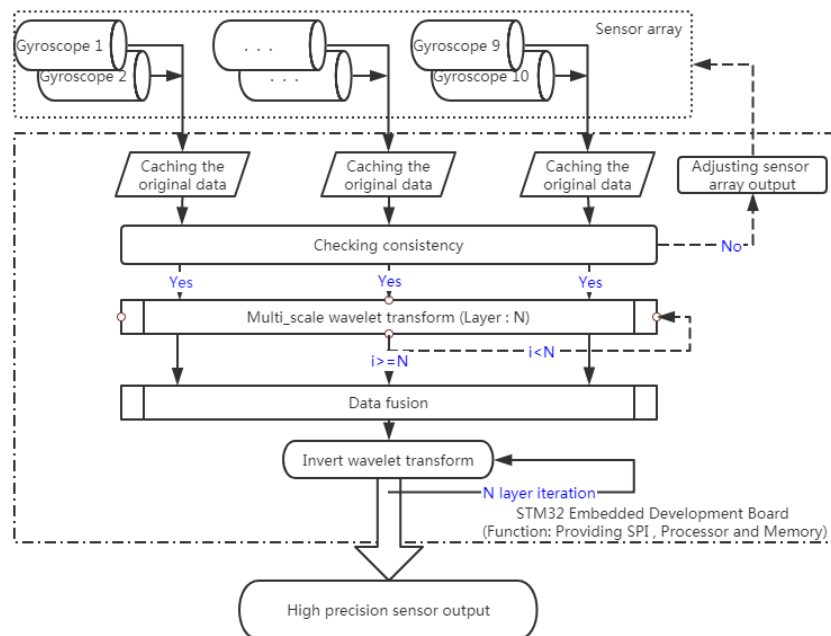 Sensor array
Gyroscope 1
. . .
Gyroscope 9
Gyroscope 2
. . .
Gyroscope 10
Caching the
original data
Caching the
original data
Caching the
original data
Adjusting sensor
array output
Checking consistency
No
Yes
Yes
Yes
Multi_scale wavelet transform (Layer : N)
i>=N
i<N
Data fusion
Invert wavelet transform
N layer iteration
STM32 Embedded Development Board
(Function: Providing SPI , Processor and Memory)
High precision sensor output